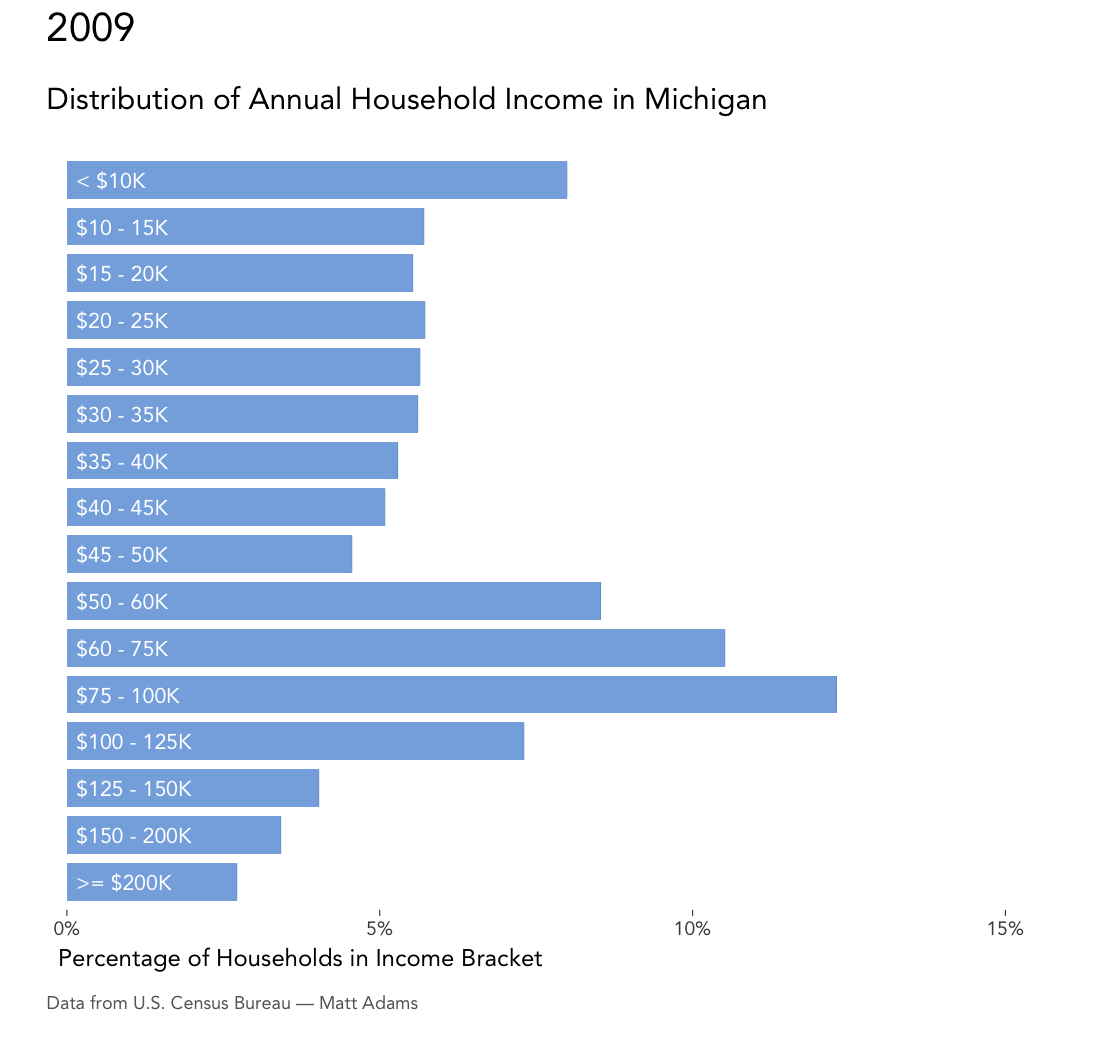 2009
Distribution of Annual Household Income in Michigan
< $10K
$10 - 15K
$15 - 20K
$20 - 25K
$25 - 30K
$30 - 35K
$35 - 40K
$40 - 45K
$45 - 50K
$50 - 60K
$60 - 75K
$75 - 100K
$100 - 125K
$125 - 150K
$150 - 200K
>= $200K
0% 5% 10% 15%
Percentage of Households in Income Bracket
Data from U.S. Census Bureau — Matt Adams